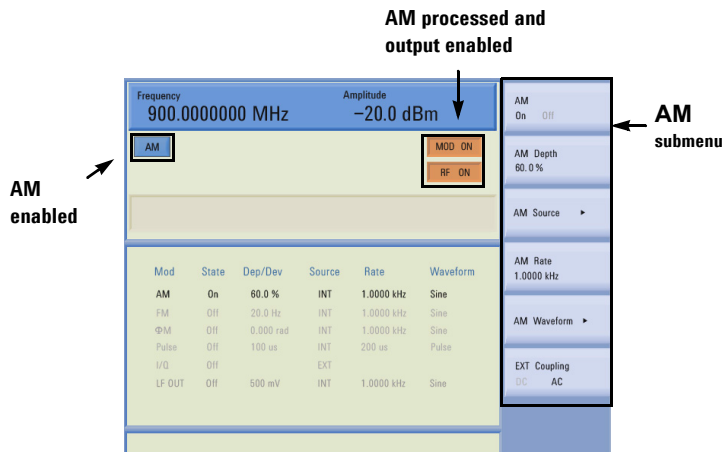 AM processed and
output enabled
Frequency
900.0000000 MHz
Amplitude
−20.0 dBm
AM
On Off
AM
submenu
AM
MOD ON
RF ON
AM Depth
60.0 %
AM
enabled
AM Source ▸
Mod State Dep/Dev Source Rate Waveform
AM On 60.0 % INT 1.0000 kHz Sine
FM Off 20.0 Hz INT 1.0000 kHz Sine
ΦM Off 0.000 rad INT 1.0000 kHz Sine
Pulse Off 100 us INT 200 us Pulse
I/Q Off EXT
LF OUT Off 500 mV INT 1.0000 kHz Sine
AM Rate
1.0000 kHz
AM Waveform ▸
EXT Coupling
DC AC